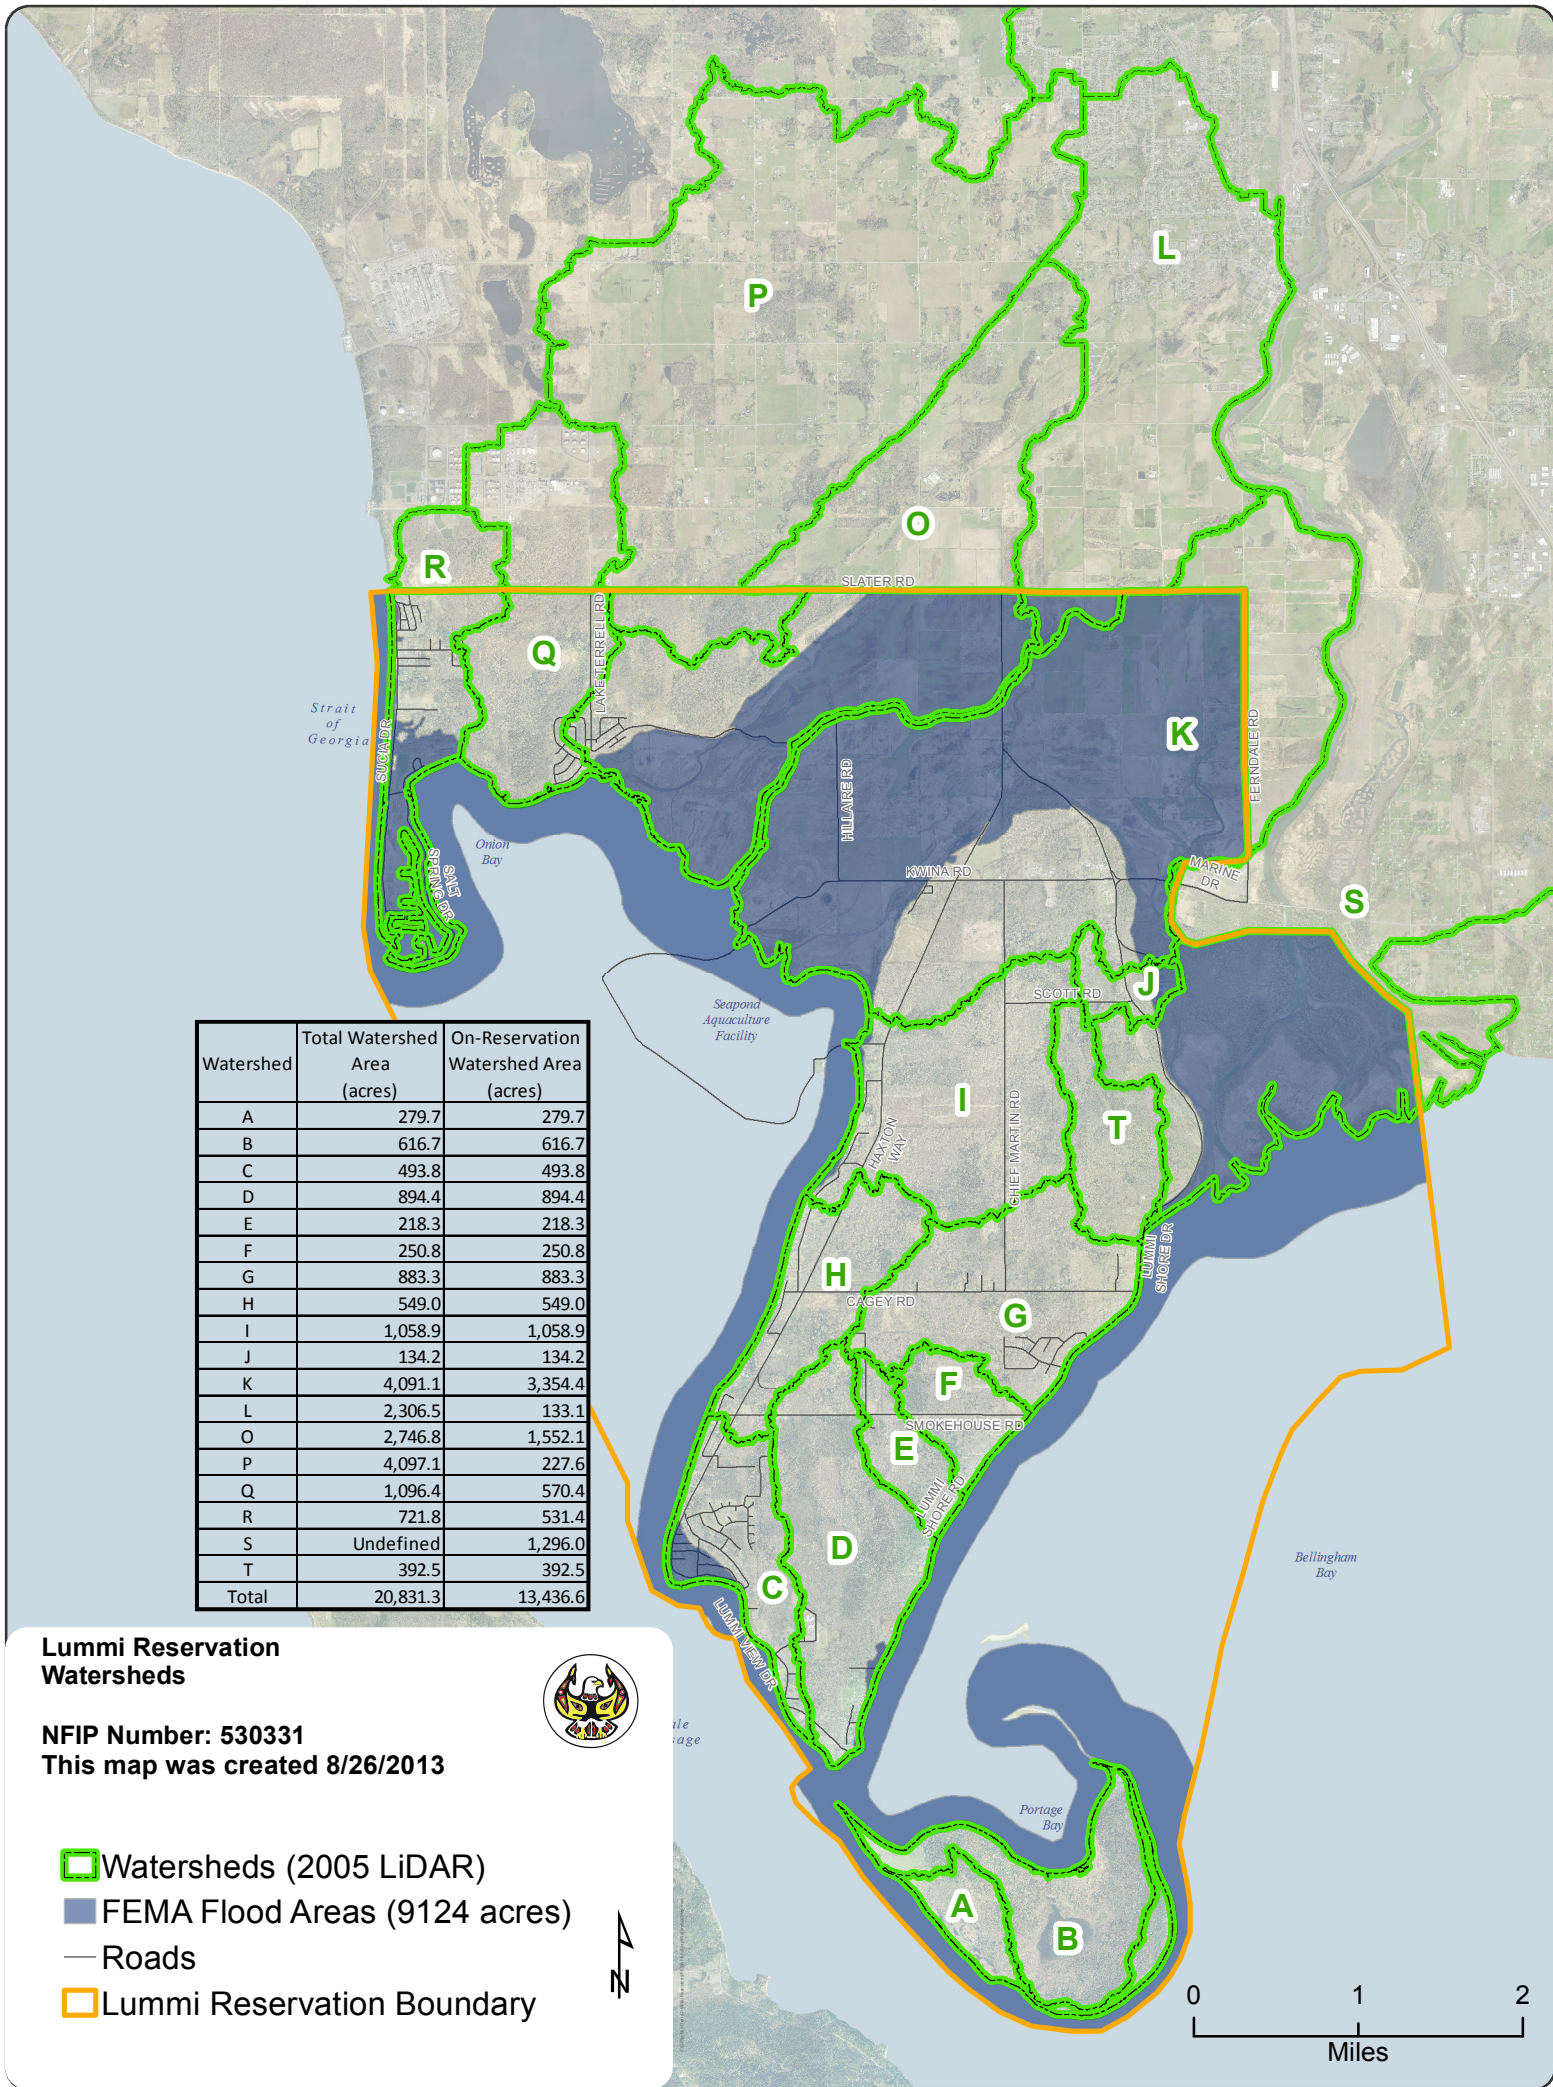 P
L
O
SLATER RD
R
Q
LAKE TERRELL RD
Strait
of
Georgia
SUCIA DR
K
FERNDALE RD
HILLAIRE RD
Onion
Bay
SALT
SPRING DR
KWINA RD
MARINE
DR
S
J
SCOTT RD
Seapond
Aquaculture
Facility
I
CHIEF MARTIN RD
T
HAXTON
WAY
LUMMI
SHORE DR
H
CAGEY RD
G
F
SMOKEHOUSE RD
E
LUMMI
SHORE RD
D
C
LUMMI VIEW DR
Bellingham
Bay
Portage
Bay
A
B
ale
sage
Watershed Total Watershed Area (acres) On-Reservation Watershed Area (acres)
A 279.7 279.7
B 616.7 616.7
C 493.8 493.8
D 894.4 894.4
E 218.3 218.3
F 250.8 250.8
G 883.3 883.3
H 549.0 549.0
I 1,058.9 1,058.9
J 134.2 134.2
K 4,091.1 3,354.4
L 2,306.5 133.1
O 2,746.8 1,552.1
P 4,097.1 227.6
Q 1,096.4 570.4
R 721.8 531.4
S Undefined 1,296.0
T 392.5 392.5
Total 20,831.3 13,436.6
Lummi Reservation
Watersheds
NFIP Number: 530331
This map was created 8/26/2013
Watersheds (2005 LiDAR)
FEMA Flood Areas (9124 acres)
Roads
Lummi Reservation Boundary
N
0 1 2
Miles